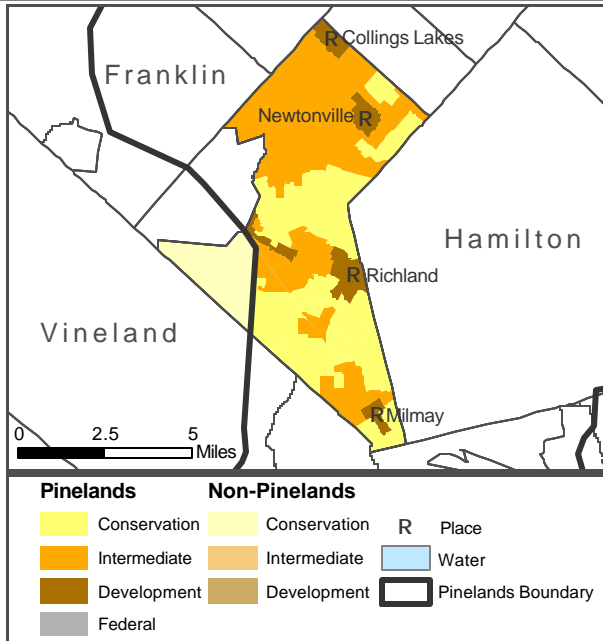 R Collings Lakes
Franklin
Newtonville R
Hamilton
R Richland
Vineland
R Milmay
0 2.5 5
Miles
Pinelands Non-Pinelands
Conservation Conservation R Place
Intermediate Intermediate Water
Development Development Pinelands Boundary
Federal